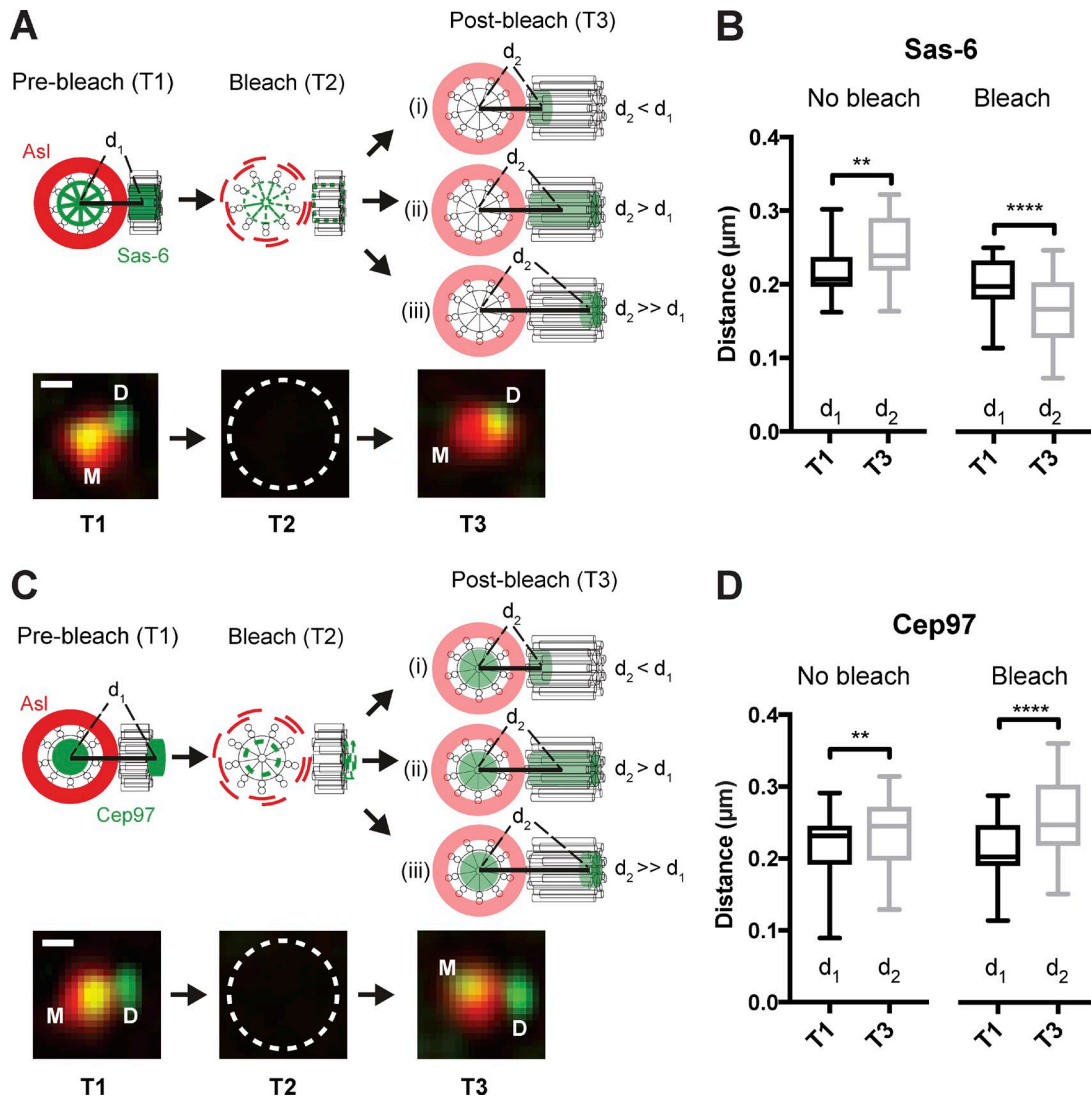 A
Post-bleach (T3)
Pre-bleach (T1)
Bleach (T2)
Asl
d1
Sas-6
(i)
d2
d2 < d1
(ii)
d2
d2 > d1
(iii)
d2
d2 >> d1
D
M
D
M
T1
T2
T3
B
Sas-6
No bleach
Bleach
Distance (µm)
0.4
0.3
0.2
0.1
0.0
**
****
d1
d2
d1
d2
T1
T3
T1
T3
C
Post-bleach (T3)
Pre-bleach (T1)
Bleach (T2)
Asl
d1
Cep97
(i)
d2
d2 < d1
(ii)
d2
d2 > d1
(iii)
d2
d2 >> d1
M
D
M
D
T1
T2
T3
D
Cep97
No bleach
Bleach
Distance (µm)
0.4
0.3
0.2
0.1
0.0
**
****
d1
d2
d1
d2
T1
T3
T1
T3